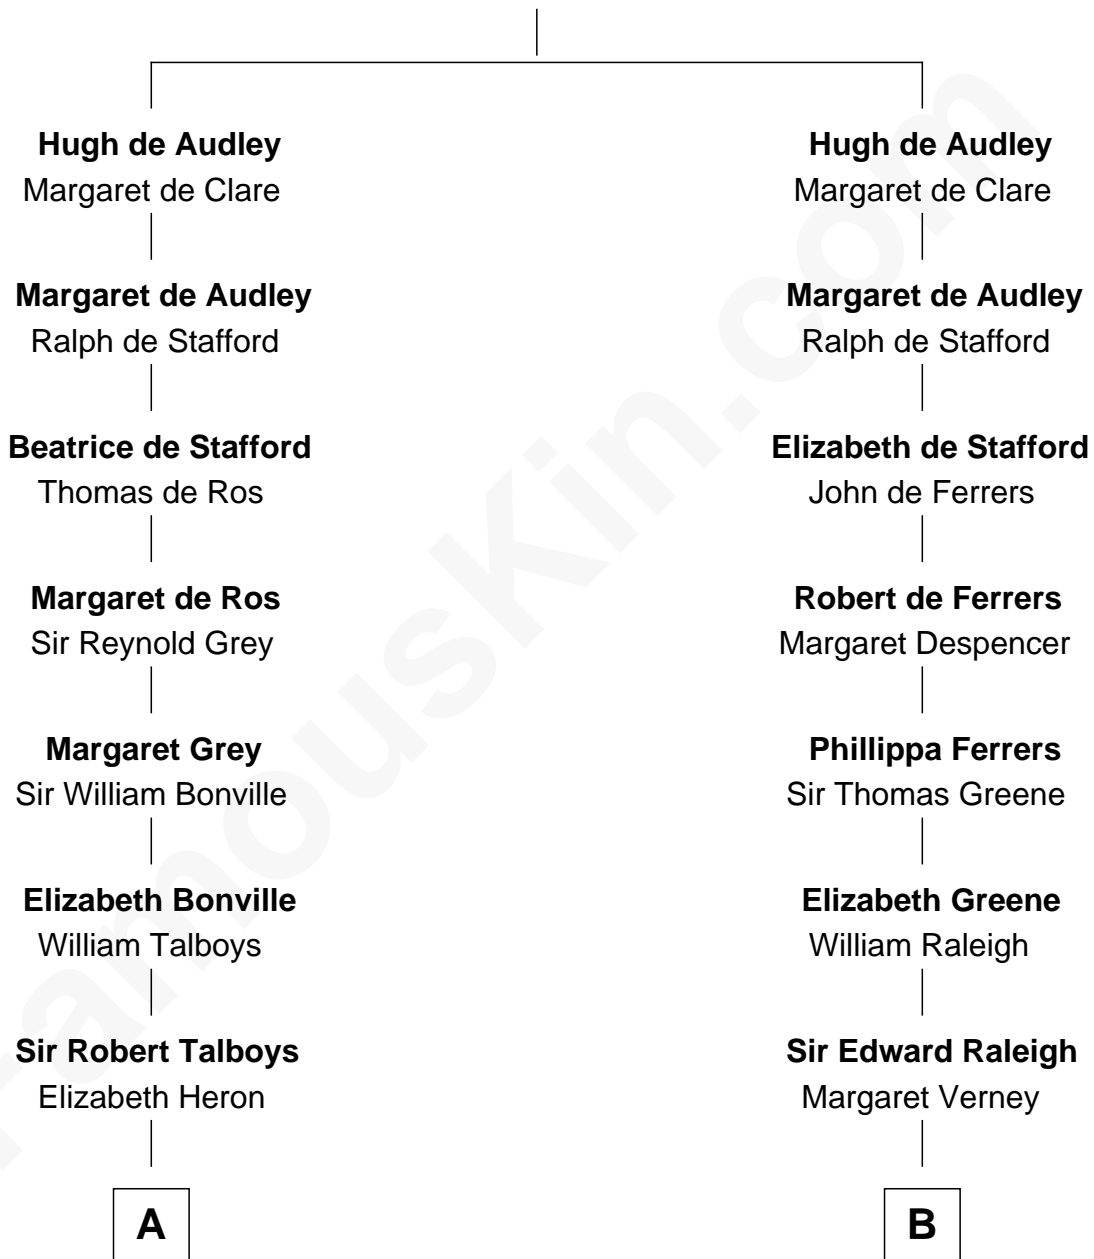 Hugh de Audley
Margaret de Clare
Margaret de Audley
Ralph de Stafford
Beatrice de Stafford
Thomas de Ros
Margaret de Ros
Sir Reynold Grey
Margaret Grey
Sir William Bonville
Elizabeth Bonville
William Talboys
Sir Robert Talboys
Elizabeth Heron
A
Hugh de Audley
Margaret de Clare
Margaret de Audley
Ralph de Stafford
Elizabeth de Stafford
John de Ferrers
Robert de Ferrers
Margaret Despencer
Phillippa Ferrers
Sir Thomas Greene
Elizabeth Greene
William Raleigh
Sir Edward Raleigh
Margaret Verney
B
FamousKin.com